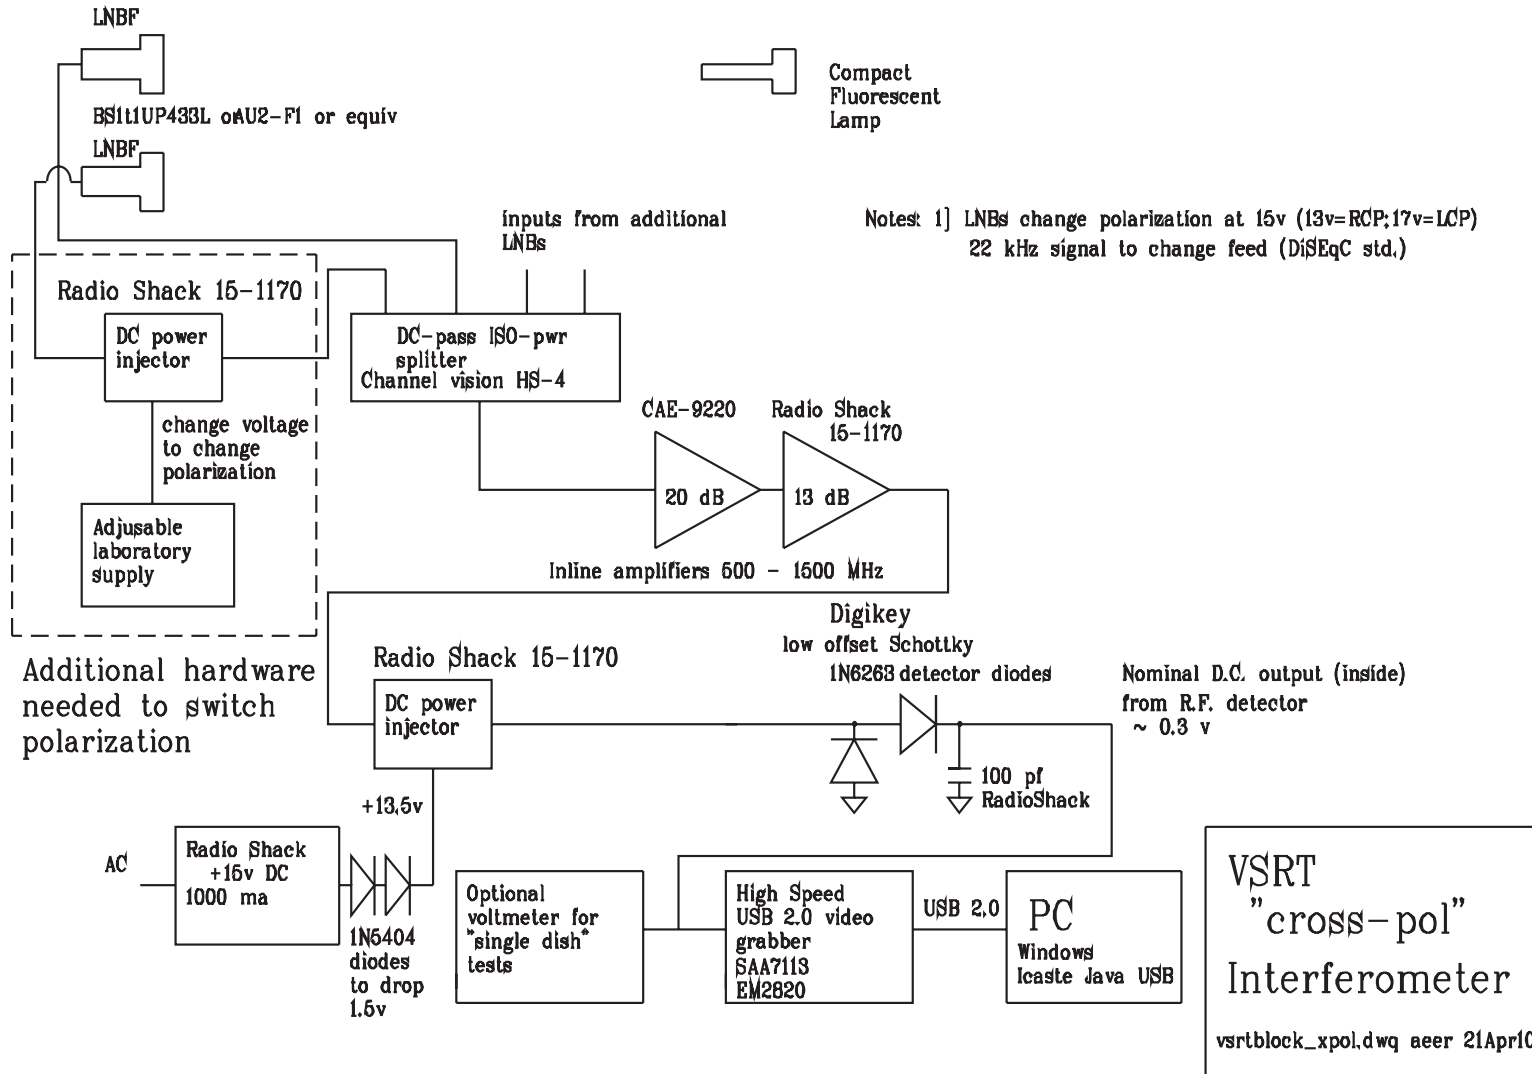 LNBF
BS1t1UP433L orAU2-F1 or equiv
LNBF
Compact
Fluorescent
Lamp
inputs from additional
LNBs
Notes: 1] LNBs change polarization at 15v (13v=RCP;17v=LCP)
22 kHz signal to change feed (DiSEqC std.)
Radio Shack 15-1170
DC power
injector
DC-pass ISO-pwr
splitter
Channel vision HS-4
change voltage
to change
polarization
CAE-9220
Radio Shack
15-1170
20 dB
13 dB
Adjusable
laboratory
supply
Inline amplifiers 500 - 1500 MHz
Additional hardware
needed to switch
polarization
Digikey
low offset Schottky
1N6263 detector diodes
Radio Shack 15-1170
DC power
injector
Nominal D.C. output (inside)
from R.F. detector
~ 0.3 v
100 pf
RadioShack
+13.5v
AC
Radio Shack
+15v DC
1000 ma
1N5404
diodes
to drop
1.5v
Optional
voltmeter for
"single dish"
tests
High Speed
USB 2.0 video
grabber
SAA7113
EM2820
USB 2.0
PC
Windows
Icaste Java USB
VSRT
"cross-pol"
Interferometer
vsrtblock_xpol.dwq aeer 21Apr10